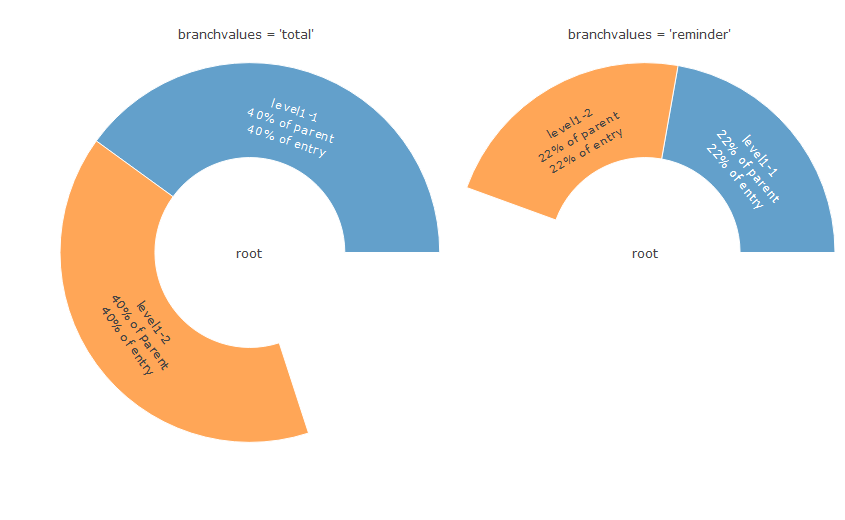 branchvalues = 'total'
level1-1
40% of parent
40% of entry
level1-2
40% of parent
40% of entry
root
branchvalues = 'reminder'
level1-2
22% of parent
22% of entry
level1-1
22% of parent
22% of entry
root